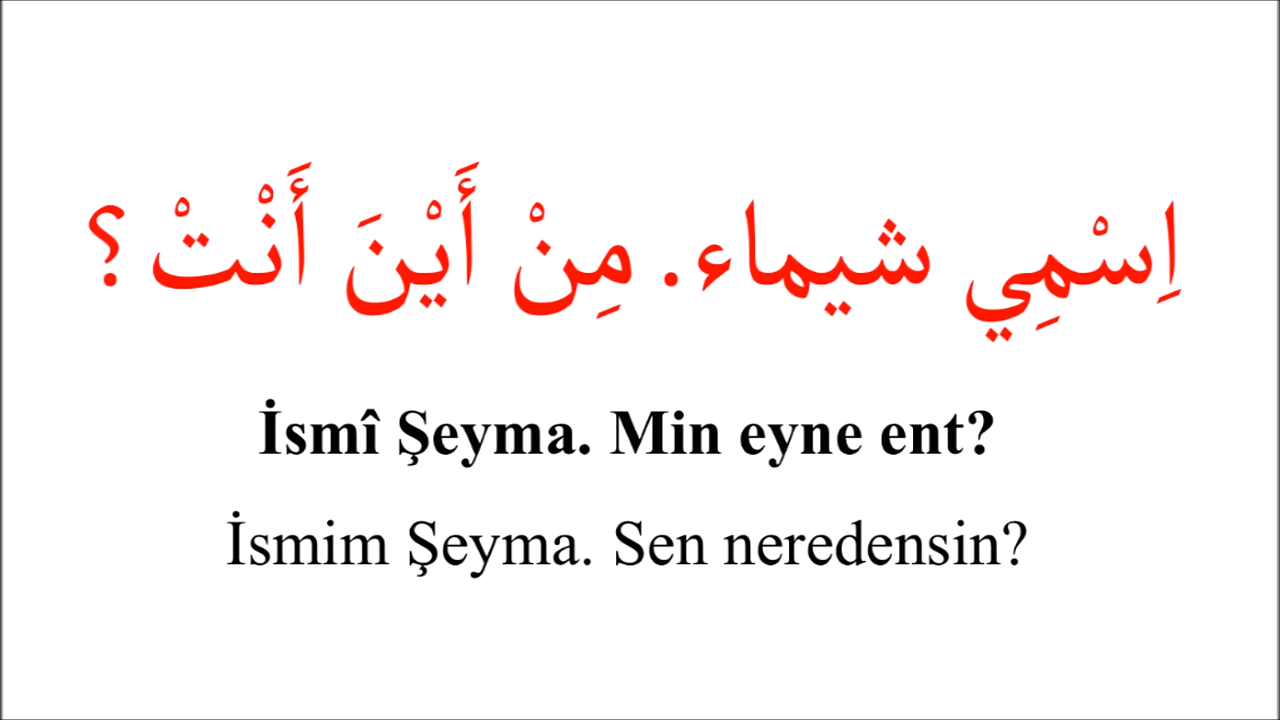 اِسْمِي شيماء. مِنْ أَيْنَ أَنْتْ ؟
İsmî Şeyma. Min eyne ent?
İsmim Şeyma. Sen neredensin?